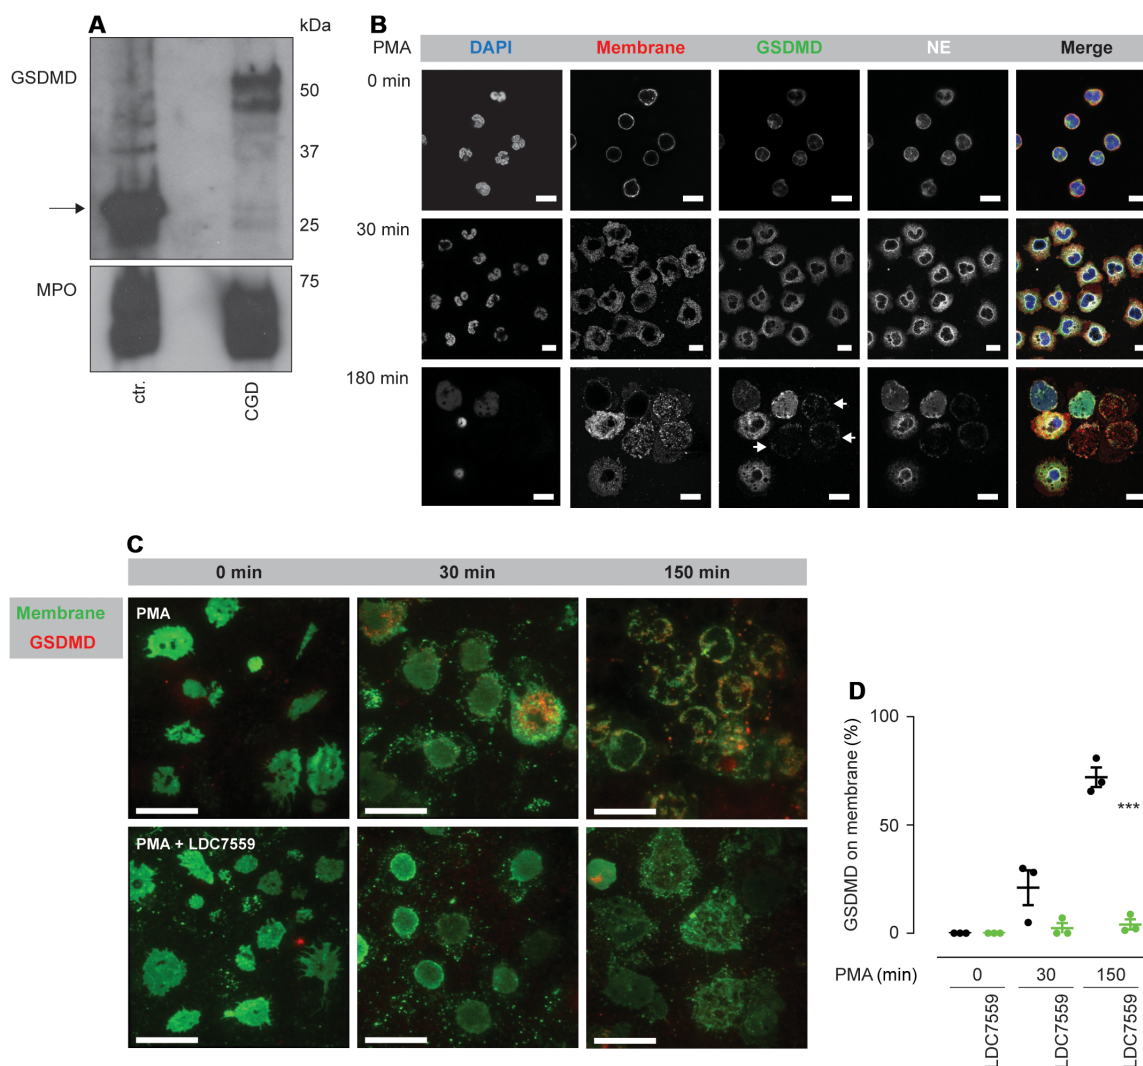 A
kDa
GSDMD
50
37
25
MPO
75
ctr.
CGD
B
PMA
DAPI
Membrane
GSDMD
NE
Merge
0 min
30 min
180 min
C
0 min
30 min
150 min
Membrane
GSDMD
PMA
PMA + LDC7559
D
GSDMD on membrane (%)
100
50
0
***
PMA (min)
0
30
150
LDC7559
LDC7559
LDC7559